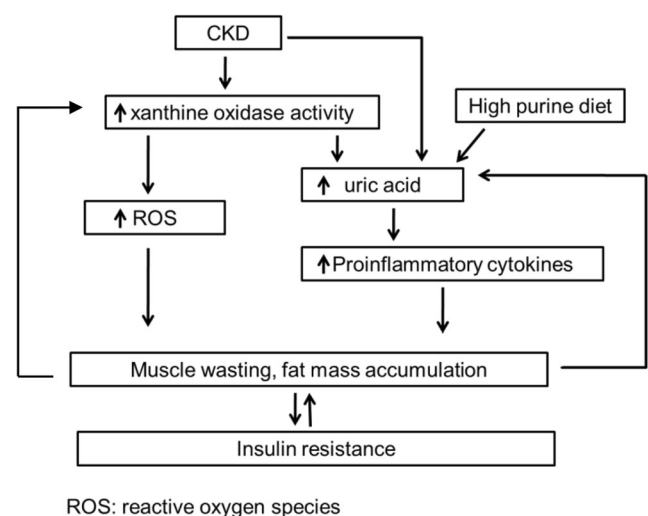 CKD
↑ xanthine oxidase activity
High purine diet
↑ uric acid
↑ ROS
↑ Proinflammatory cytokines
Muscle wasting, fat mass accumulation
Insulin resistance
ROS: reactive oxygen species